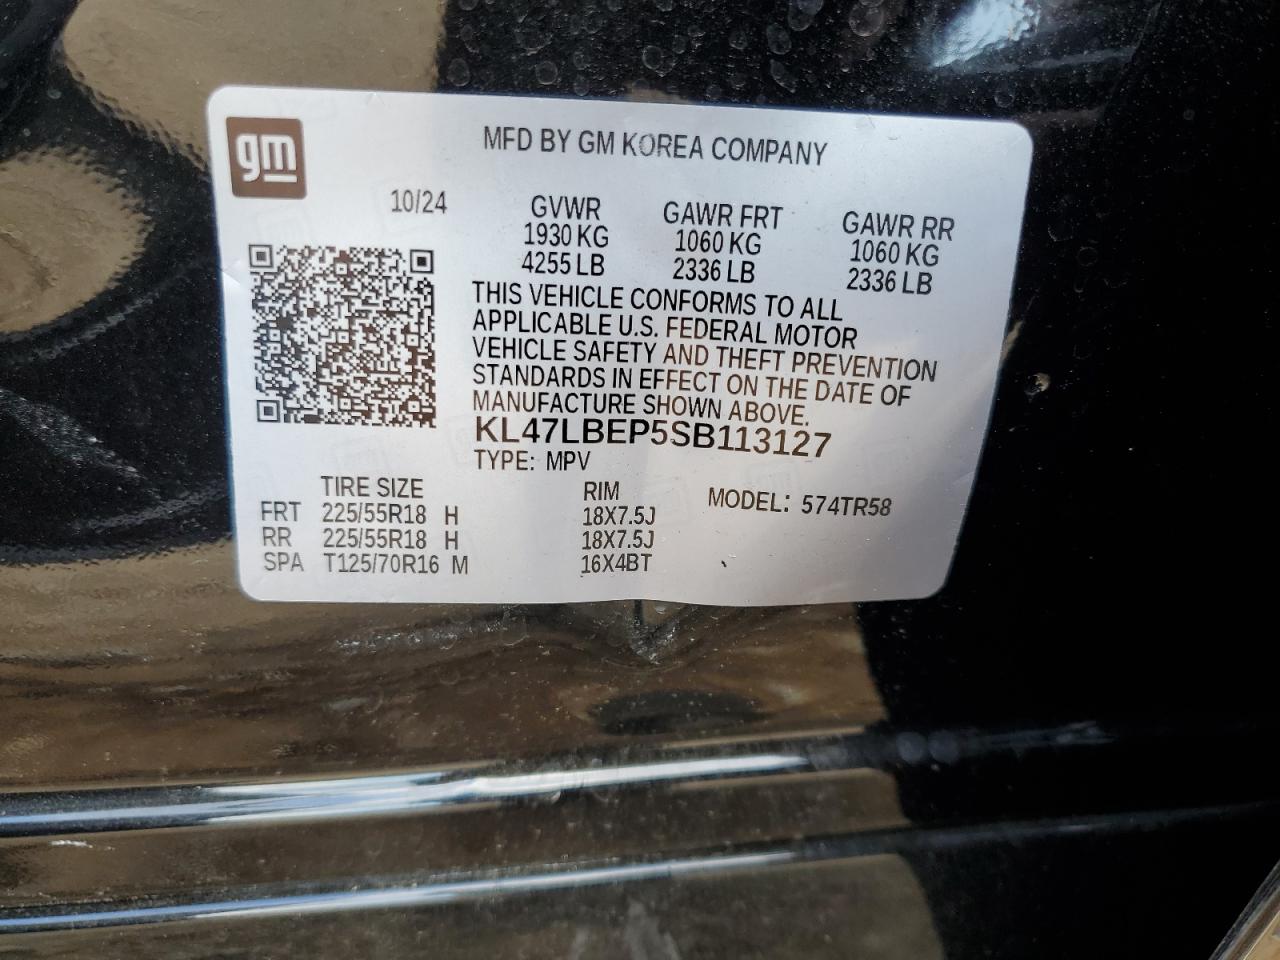 gm
MFD BY GM KOREA COMPANY
10/24
GVWR
1930 KG
4255 LB
GAWR FRT
1060 KG
2336 LB
GAWR RR
1060 KG
2336 LB
THIS VEHICLE CONFORMS TO ALL
APPLICABLE U.S. FEDERAL MOTOR
VEHICLE SAFETY AND THEFT PREVENTION
STANDARDS IN EFFECT ON THE DATE OF
MANUFACTURE SHOWN ABOVE.
KL47LBEP5SB113127
TYPE: MPV
TIRE SIZE RIM MODEL: 574TR58
FRT 225/55R18 H 18X7.5J
RR 225/55R18 H 18X7.5J
SPA T125/70R16 M 16X4BT